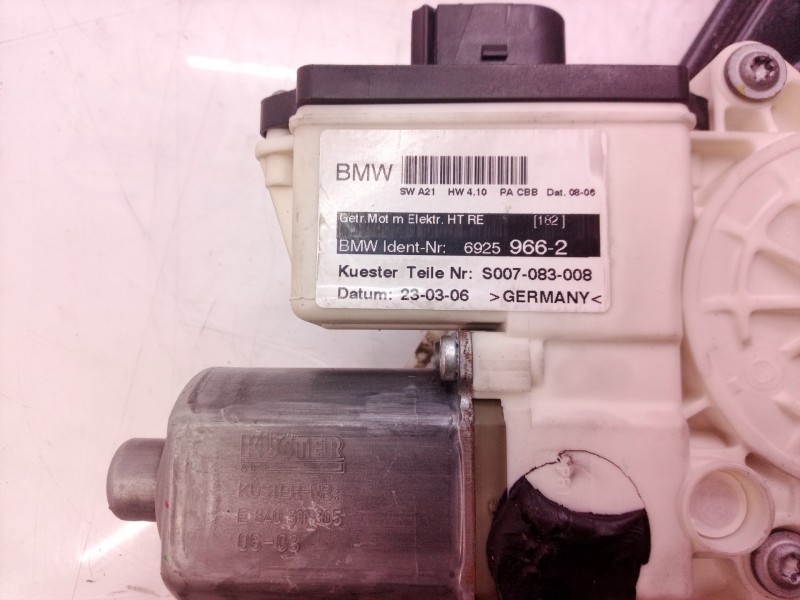 BMW
SW A21 HW 4.10 PA CBB Dat. 08-06
Getr.Mot m Elektr. HT RE [182]
BMW Ident-Nr: 6925 966-2
Kuester Teile Nr: S007-083-008
Datum: 23-03-06 >GERMANY<
KÜSTER